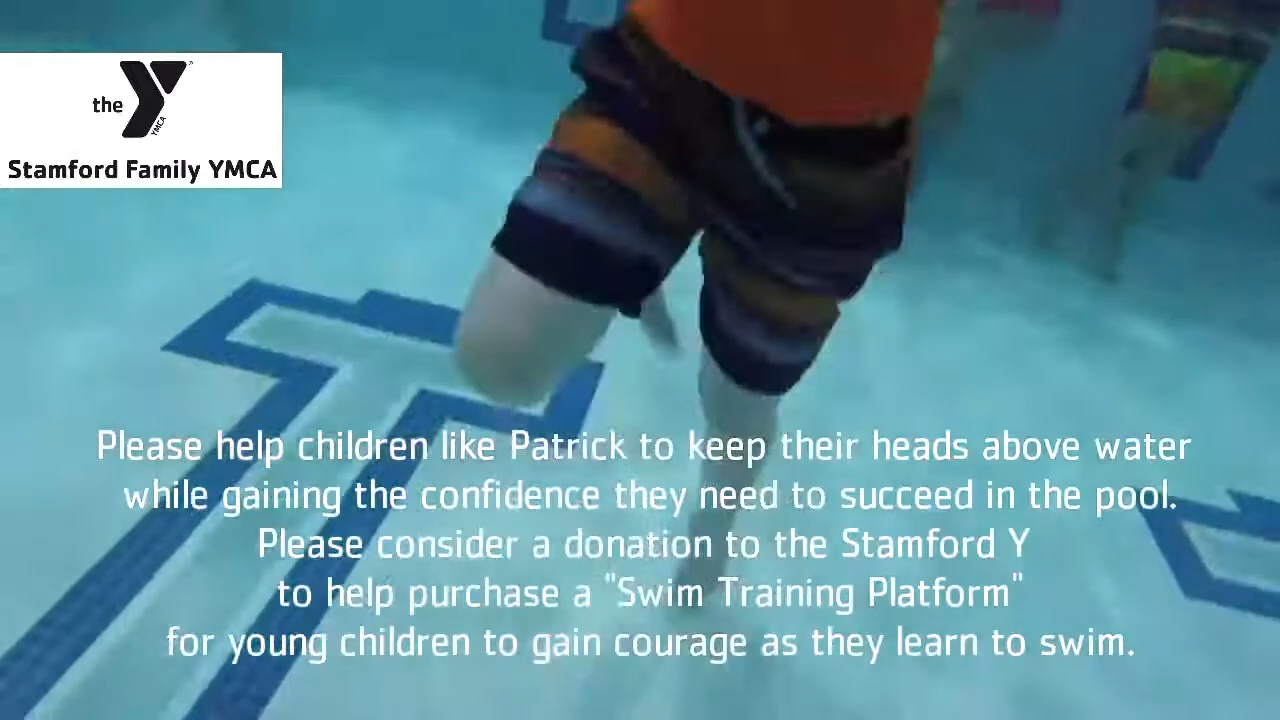 the
YMCA
Stamford Family YMCA
Please help children like Patrick to keep their heads above water
while gaining the confidence they need to succeed in the pool.
Please consider a donation to the Stamford Y
to help purchase a "Swim Training Platform"
for young children to gain courage as they learn to swim.